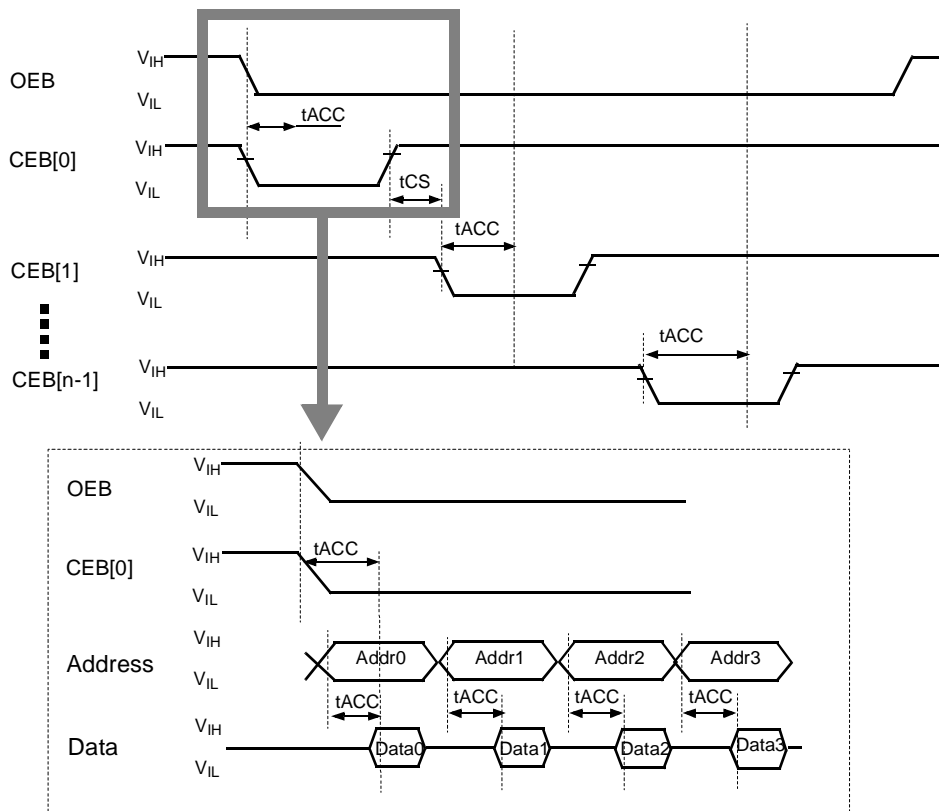 OEB
VIH
VIL
tACC
CEB[0]
VIH
VIL
tCS
tACC
CEB[1]
VIH
VIL
tACC
CEB[n-1]
VIH
VIL
OEB
VIH
VIL
CEB[0]
VIH
tACC
VIL
Address
VIH
Addr0 Addr1 Addr2 Addr3
VIL
tACC tACC tACC tACC
Data
VIH
Data0 Data1 Data2 Data3
VIL